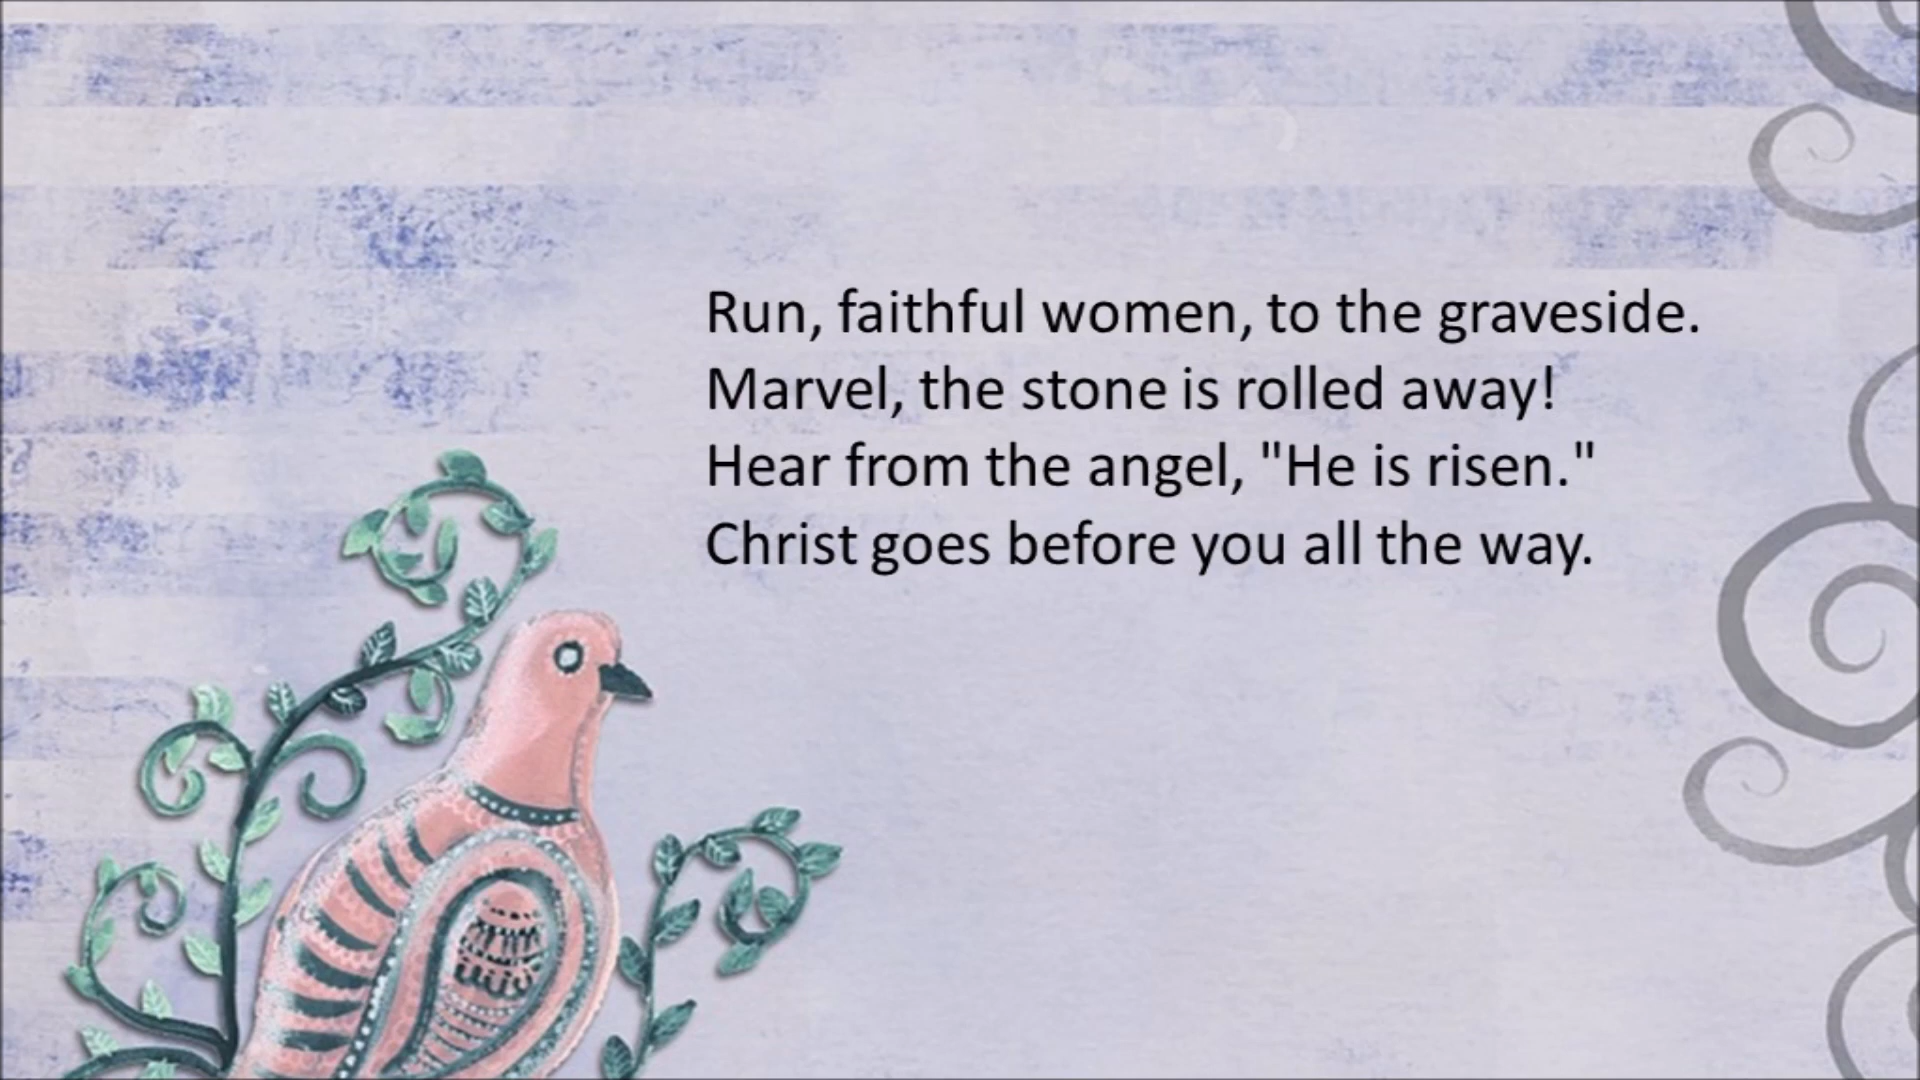 Run, faithful women, to the graveside.
Marvel, the stone is rolled away!
Hear from the angel, "He is risen."
Christ goes before you all the way.